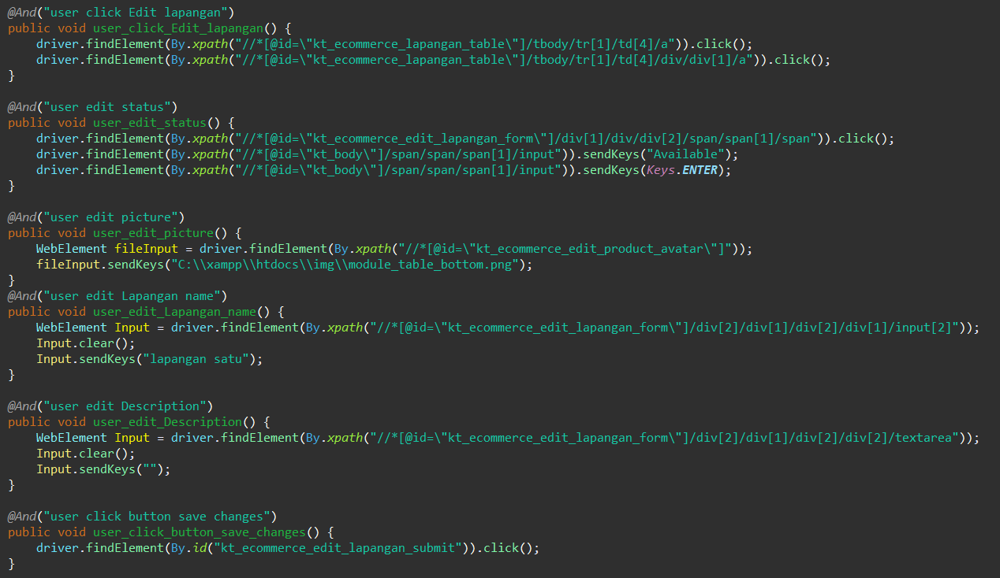 @And("user click Edit lapangan")
public void user_click_Edit_lapangan() {
    driver.findElement(By.xpath("//*[@id=\"kt_ecommerce_lapangan_table\"]/tbody/tr[1]/td[4]/a")).click();
    driver.findElement(By.xpath("//*[@id=\"kt_ecommerce_lapangan_table\"]/tbody/tr[1]/td[4]/div/div[1]/a")).click();
}

@And("user edit status")
public void user_edit_status() {
    driver.findElement(By.xpath("//*[@id=\"kt_ecommerce_edit_lapangan_form\"]/div[1]/div/div[2]/span/span[1]/span")).click();
    driver.findElement(By.xpath("//*[@id=\"kt_body\"]/span/span/span[1]/input")).sendKeys("Available");
    driver.findElement(By.xpath("//*[@id=\"kt_body\"]/span/span/span[1]/input")).sendKeys(Keys.ENTER);
}

@And("user edit picture")
public void user_edit_picture() {
    WebElement fileInput = driver.findElement(By.xpath("//*[@id=\"kt_ecommerce_edit_product_avatar\"]"));
    fileInput.sendKeys("C:\\xampp\\htdocs\\img\\module_table_bottom.png");
}
@And("user edit Lapangan name")
public void user_edit_Lapangan_name() {
    WebElement Input = driver.findElement(By.xpath("//*[@id=\"kt_ecommerce_edit_lapangan_form\"]/div[2]/div[1]/div[2]/div[1]/input[2]"));
    Input.clear();
    Input.sendKeys("lapangan satu");
}

@And("user edit Description")
public void user_edit_Description() {
    WebElement Input = driver.findElement(By.xpath("//*[@id=\"kt_ecommerce_edit_lapangan_form\"]/div[2]/div[1]/div[2]/div[2]/textarea"));
    Input.clear();
    Input.sendKeys("");
}

@And("user click button save changes")
public void user_click_button_save_changes() {
    driver.findElement(By.id("kt_ecommerce_edit_lapangan_submit")).click();
}